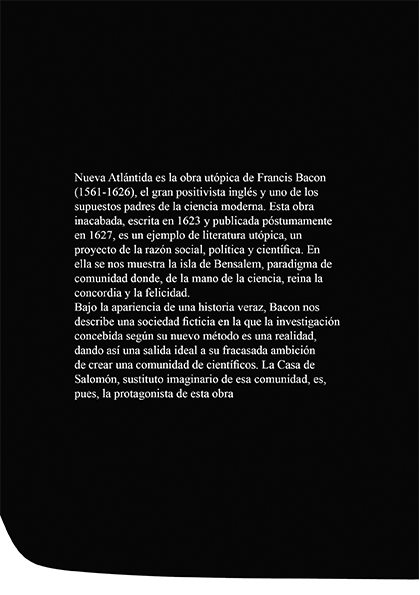 Nueva Atlántida es la obra utópica de Francis Bacon
(1561-1626), el gran positivista inglés y uno de los
supuestos padres de la ciencia moderna. Esta obra
inacabada, escrita en 1623 y publicada póstumamente
en 1627, es un ejemplo de literatura utópica, un
proyecto de la razón social, política y científica. En
ella se nos muestra la isla de Bensalem, paradigma de
comunidad donde, de la mano de la ciencia, reina la
concordia y la felicidad.
Bajo la apariencia de una historia veraz, Bacon nos
describe una sociedad ficticia en la que la investigación
concebida según su nuevo método es una realidad,
dando así una salida ideal a su fracasada ambición
de crear una comunidad de científicos. La Casa de
Salomón, sustituto imaginario de esa comunidad, es,
pues, la protagonista de esta obra